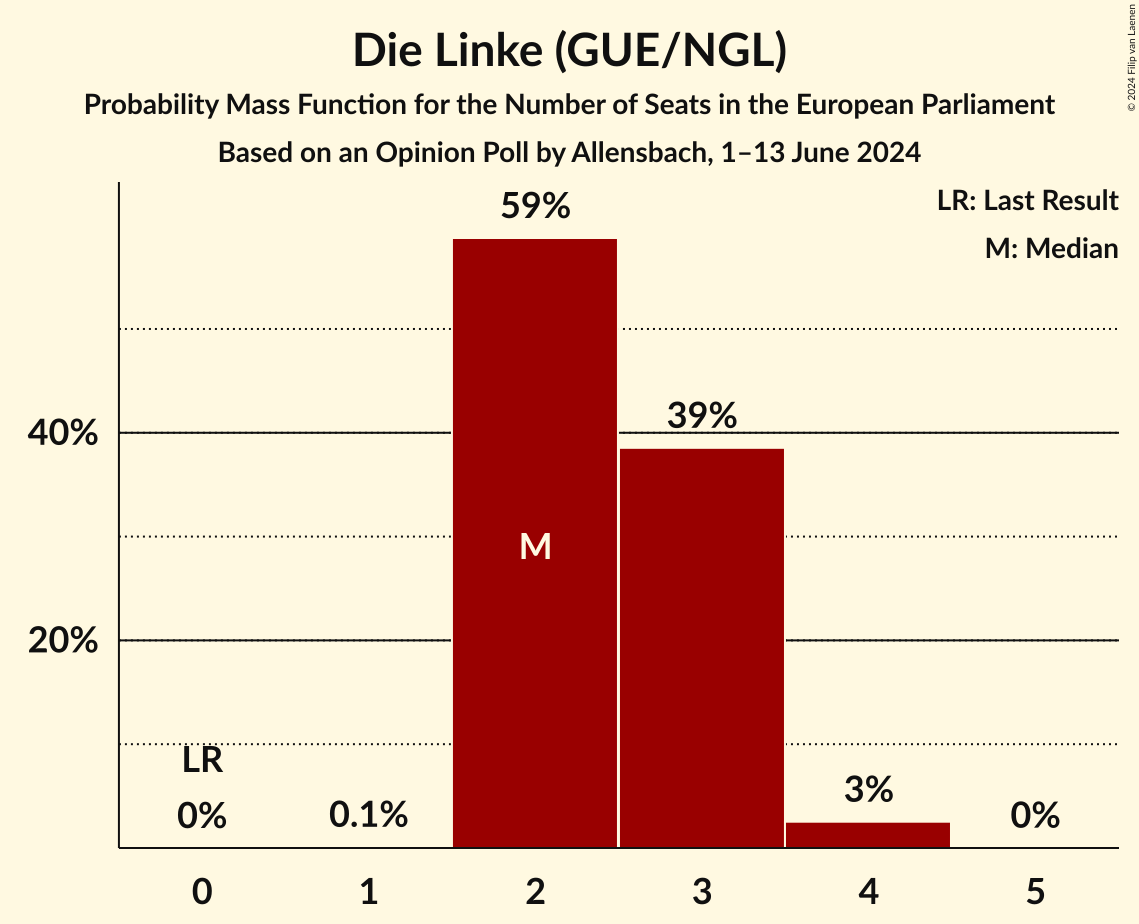 Die Linke (GUE/NGL)
Probability Mass Function for the Number of Seats in the European Parliament
Based on an Opinion Poll by Allensbach, 1–13 June 2024
© 2024 Filip van Laenen
LR: Last Result
M: Median
59%
39%
40%
M
20%
LR
0%
0.1%
3%
0%
0 1 2 3 4 5